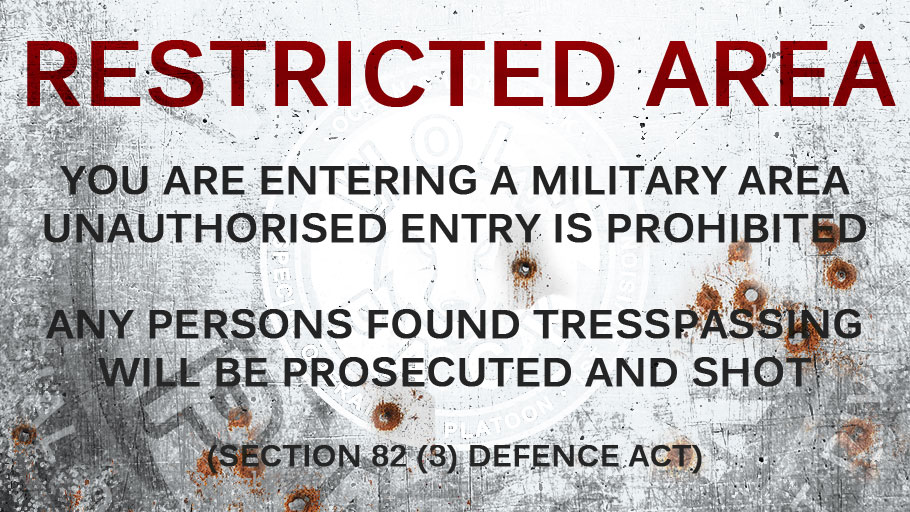 RESTRICTED AREA
YOU ARE ENTERING A MILITARY AREA
UNAUTHORISED ENTRY IS PROHIBITED
ANY PERSONS FOUND TRESSPASSING
WILL BE PROSECUTED AND SHOT
(SECTION 82 (3) DEFENCE ACT)
PLATOON